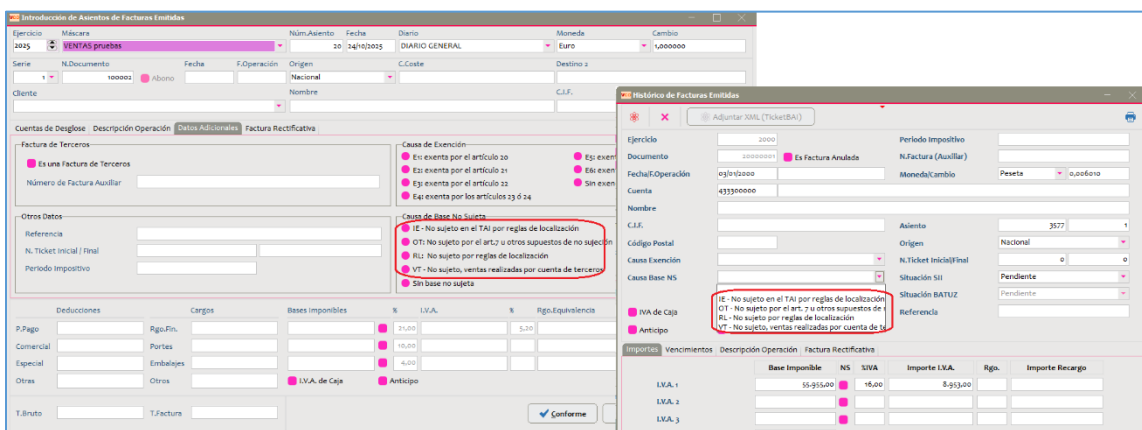 Introducción de Asientos de Facturas Emitidas
Ejercicio Máscara Núm.Asiento Fecha Diario Moneda Cambio
2025 VENTAS pruebas 20 24/10/2025 DIARIO GENERAL Euro 1,000000
Serie N.Documento Fecha F.Operación Origen C.Coste Destino 2
1 100002 Abono Nacional
Cliente Nombre C.I.F.
Cuentas de Desglose Descripción Operación Datos Adicionales Factura Rectificativa
Factura de Terceros
Es una Factura de Terceros
Número de Factura Auxiliar
Causa de Exención
E1: exenta por el artículo 20
E2: exenta por el artículo 21
E3: exenta por el artículo 22
E4: exenta por los artículos 23 ó 24
E5: exent
E6: exen
Sin exen
Otros Datos
Referencia
N. Ticket Inicial / Final
Periodo Impositivo
Causa de Base No Sujeta
IE - No sujeto en el TAI por reglas de localización
OT: No sujeto por el art.7 u otros supuestos de no sujeción
RL: No sujeto por reglas de localización
VT - No sujeto, ventas realizadas por cuenta de terceros
Sin base no sujeta
Deducciones Cargos Bases Imponibles % I.V.A. % Rgo.Equivalencia
P.Pago Rgo.Fin. 21,00 5,20
Comercial Portes 10,00
Especial Embalajes 4,00
Otras Otros I.V.A. de Caja Anticipo
T.Bruto T.Factura Conforme
Histórico de Facturas Emitidas
Adjuntar XML (TicketBAI)
Ejercicio 2000 Periodo Impositivo
Documento 20000001 Es Factura Anulada N.Factura (Auxiliar)
Fecha/F.Operación 03/01/2000 Moneda/Cambio Peseta 0,006010
Cuenta 433300000
Nombre
C.I.F. Asiento 3577 1
Código Postal Origen Nacional
Causa Exención N.Ticket Inicial/Final 0 0
Causa Base NS Situación SII Pendiente
IE - No sujeto en el TAI por reglas de localización
OT - No sujeto por el art. 7 u otros supuestos de s
RL - No sujeto por reglas de localización
VT - No sujeto, ventas realizadas por cuenta de te
Situación BATUZ Pendiente
IVA de Caja Referencia
Anticipo
Importes Vencimientos Descripción Operación Factura Rectificativa
Base Imponible NS %IVA Importe I.V.A. Rgo. Importe Recargo
I.V.A. 1 55.955,00 16,00 8.953,00
I.V.A. 2
I.V.A. 3